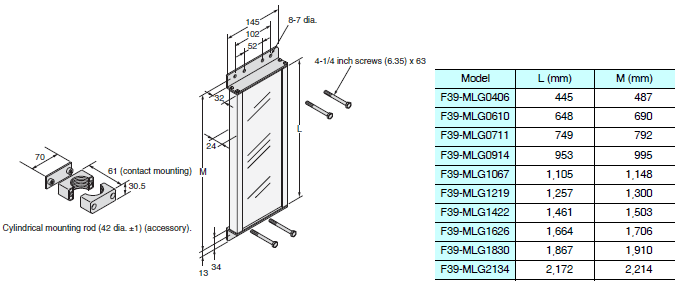 145
102
52
8-7 dia.
4-1/4 inch screws (6.35) x 63
32
24
L
M
70
61 (contact mounting)
30.5
Cylindrical mounting rod (42 dia. ±1) (accessory).
34
13
Model L (mm) M (mm)
F39-MLG0406 445 487
F39-MLG0610 648 690
F39-MLG0711 749 792
F39-MLG0914 953 995
F39-MLG1067 1,105 1,148
F39-MLG1219 1,257 1,300
F39-MLG1422 1,461 1,503
F39-MLG1626 1,664 1,706
F39-MLG1830 1,867 1,910
F39-MLG2134 2,172 2,214